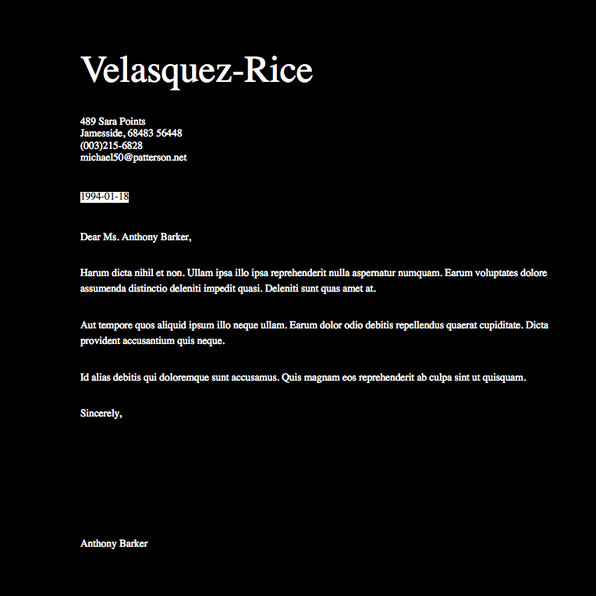 Velasquez-Rice
489 Sara Points
Jamesside, 68483 56448
(003)215-6828
michael50@patterson.net
1994-01-18
Dear Ms. Anthony Barker,
Harum dicta nihil et non. Ullam ipsa illo ipsa reprehenderit nulla aspernatur numquam. Earum voluptates dolore
assumenda distinctio deleniti impedit quasi. Deleniti sunt quas amet at.
Aut tempore quos aliquid ipsum illo neque ullam. Earum dolor odio debitis repellendus quaerat cupiditate. Dicta
provident accusantium quis neque.
Id alias debitis qui doloremque sunt accusamus. Quis magnam eos reprehenderit ab culpa sint ut quisquam.
Sincerely,
Anthony Barker